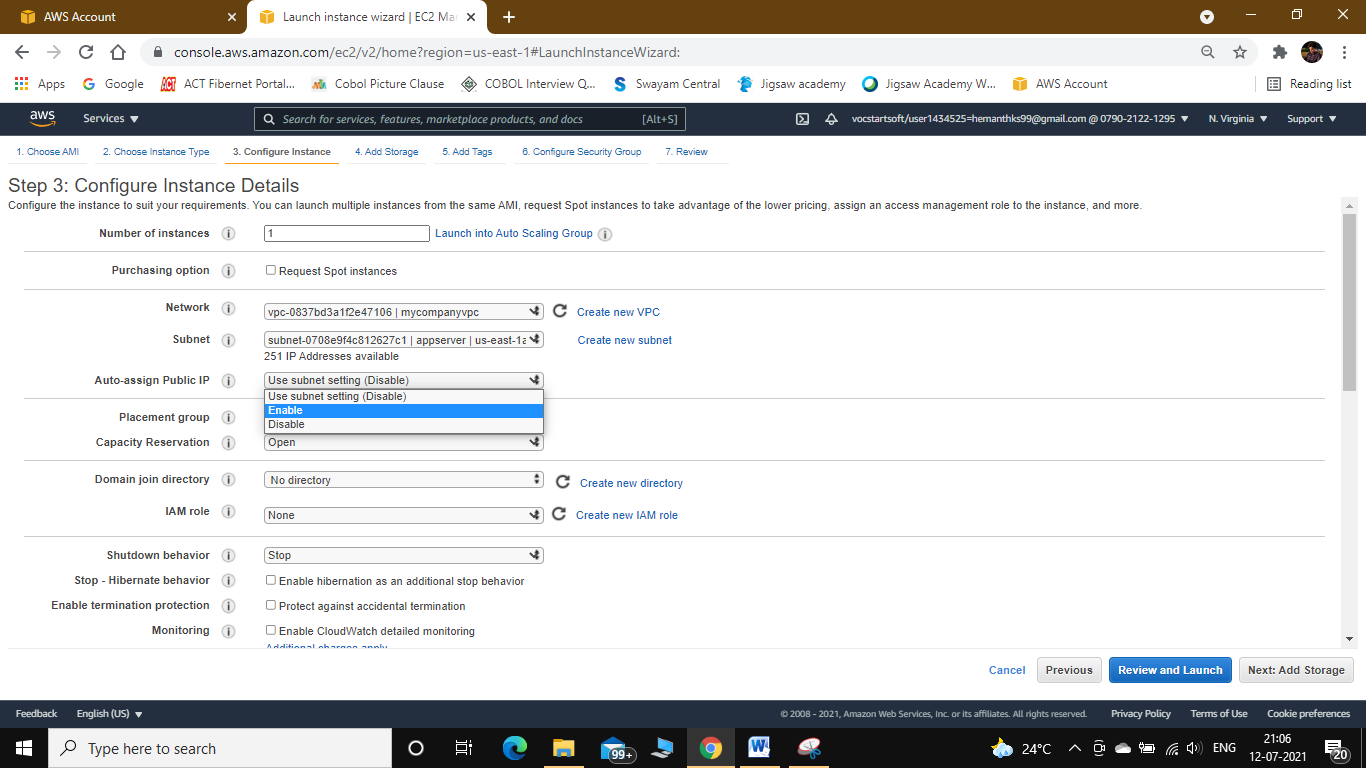 AWS Account
Launch instance wizard | EC2 Ma
console.aws.amazon.com/ec2/v2/home?region=us-east-1#LaunchInstanceWizard:
Apps
Google
ACT Fibernet Portal...
Cobol Picture Clause
COBOL Interview Q...
Swayam Central
Jigsaw academy
Jigsaw Academy W...
AWS Account
Reading list
aws
Services
Search for services, features, marketplace products, and docs
[Alt+S]
vocstartsoft/user1434525=hemanthks99@gmail.com @ 0790-2122-1295
N. Virginia
Support
1. Choose AMI
2. Choose Instance Type
3. Configure Instance
4. Add Storage
5. Add Tags
6. Configure Security Group
7. Review
Step 3: Configure Instance Details
Configure the instance to suit your requirements. You can launch multiple instances from the same AMI, request Spot instances to take advantage of the lower pricing, assign an access management role to the instance, and more.
Number of instances
1
Launch into Auto Scaling Group
Purchasing option
Request Spot instances
Network
vpc-0837bd3a1f2e47106 | mycompanyvpc
Create new VPC
Subnet
subnet-0708e9f4c812627c1 | appserver | us-east-1a
Create new subnet
251 IP Addresses available
Auto-assign Public IP
Use subnet setting (Disable)
Use subnet setting (Disable)
Enable
Disable
Placement group
Capacity Reservation
Open
Domain join directory
No directory
Create new directory
IAM role
None
Create new IAM role
Shutdown behavior
Stop
Stop - Hibernate behavior
Enable hibernation as an additional stop behavior
Enable termination protection
Protect against accidental termination
Monitoring
Enable CloudWatch detailed monitoring
Additional charges apply.
Cancel
Previous
Review and Launch
Next: Add Storage
Feedback
English (US)
© 2008 - 2021, Amazon Web Services, Inc. or its affiliates. All rights reserved.
Privacy Policy
Terms of Use
Cookie preferences
Type here to search
99+
24°C
ENG
21:06
12-07-2021
20